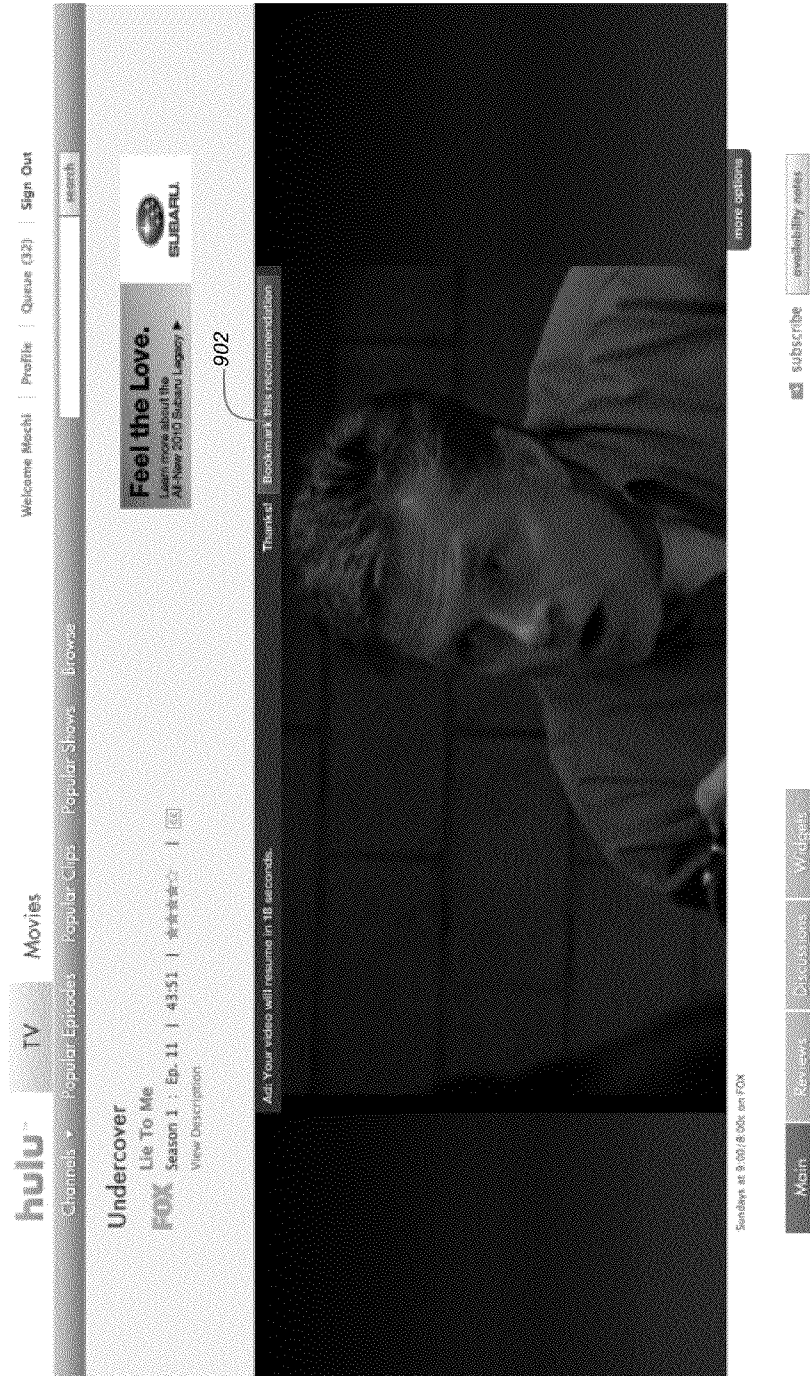 hulu™
TV
Movies
Welcome Mochi | Profile | Queue (32) | Sign Out
Channels ▼ Popular Episodes Popular Clips Popular Shows Browse
search
Undercover
FOX Lie To Me
Season 1 : Ep. 11 | 43:51 | ★★★★☆ | CC
View Description
Feel the Love.
Learn more about the
All-New 2010 Subaru Legacy ►
SUBARU.
902
Ad: Your video will resume in 18 seconds.
Thanks! Bookmark this recommendation
more options
Sundays at 9:00/8:00c on FOX
subscribe
availability notes
Main
Reviews
Discussions
Widgets